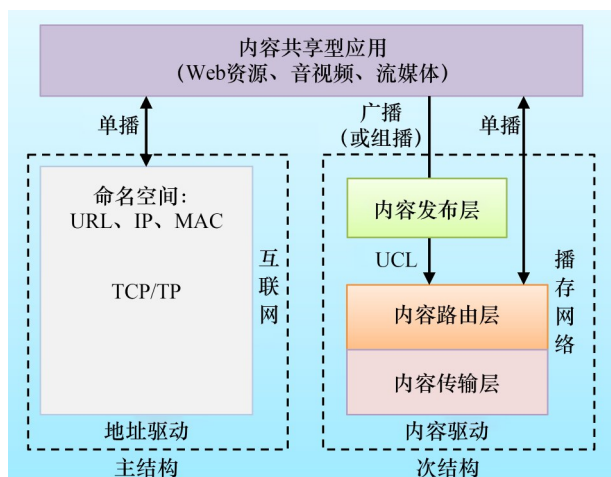 内容共享型应用
（Web资源、音视频、流媒体）
单播
广播
（或组播）
单播
命名空间：
URL、IP、MAC
TCP/TP
互联网
地址驱动
主结构
内容发布层
UCL
内容路由层
内容传输层
播存网络
内容驱动
次结构